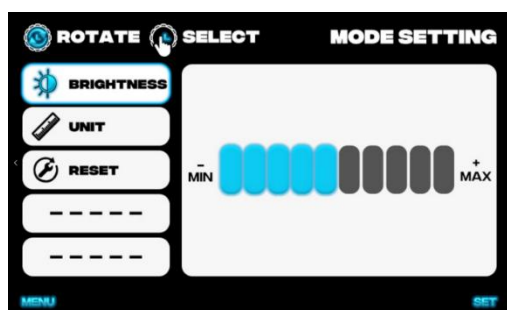 ROTATE SELECT MODE SETTING
BRIGHTNESS
UNIT
RESET
- - - - -
- - - - -
- MIN
+ MAX
MENU SET